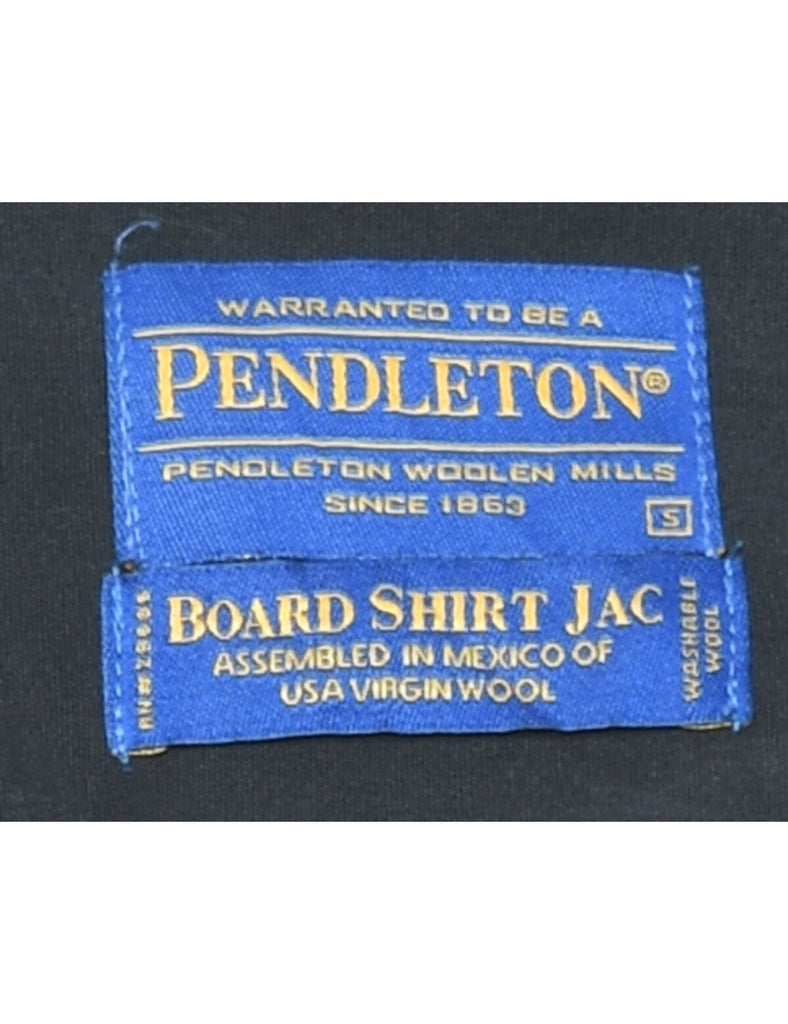 WARRANTED TO BE A
PENDLETON®
PENDLETON WOOLEN MILLS
SINCE 1863
S
BOARD SHIRT JAC
ASSEMBLED IN MEXICO OF
USA VIRGIN WOOL
WASHABLE
WOOL
RN#